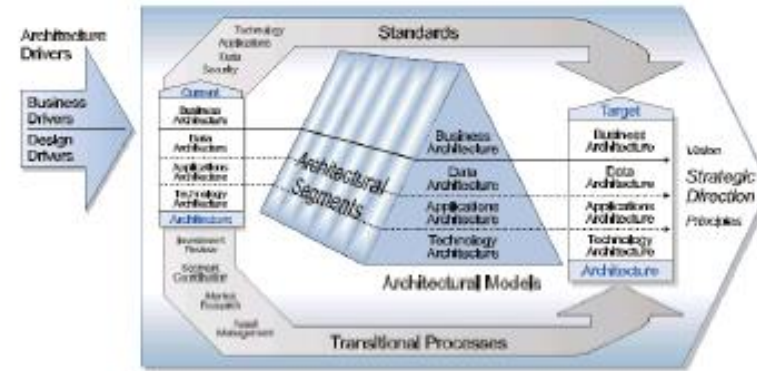 Architecture
Drivers
Business
Drivers
Design
Drivers
Technology
Applications
Data
Security
Standards
Current
Business
Architecture
Data
Architecture
Applications
Architecture
Technology
Architecture
Architecture
Investment
Review
Segment
Coordination
Market
Research
Asset
Management
Transitional Processes
Architectural
Segments
Business
Architecture
Data
Architecture
Applications
Architecture
Technology
Architecture
Architectural Models
Target
Business
Architecture
Data
Architecture
Applications
Architecture
Technology
Architecture
Architecture
Vision
Strategic
Direction
Principles